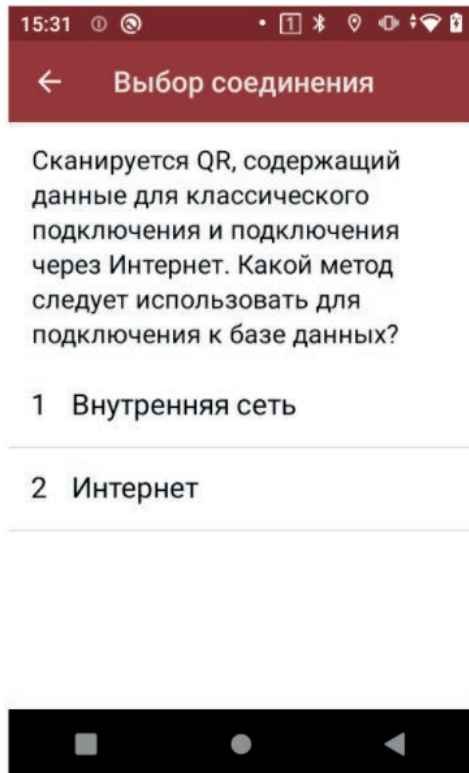 15:31
1
Выбор соединения
Сканируется QR, содержащий
данные для классического
подключения и подключения
через Интернет. Какой метод
следует использовать для
подключения к базе данных?
1 Внутренняя сеть
2 Интернет